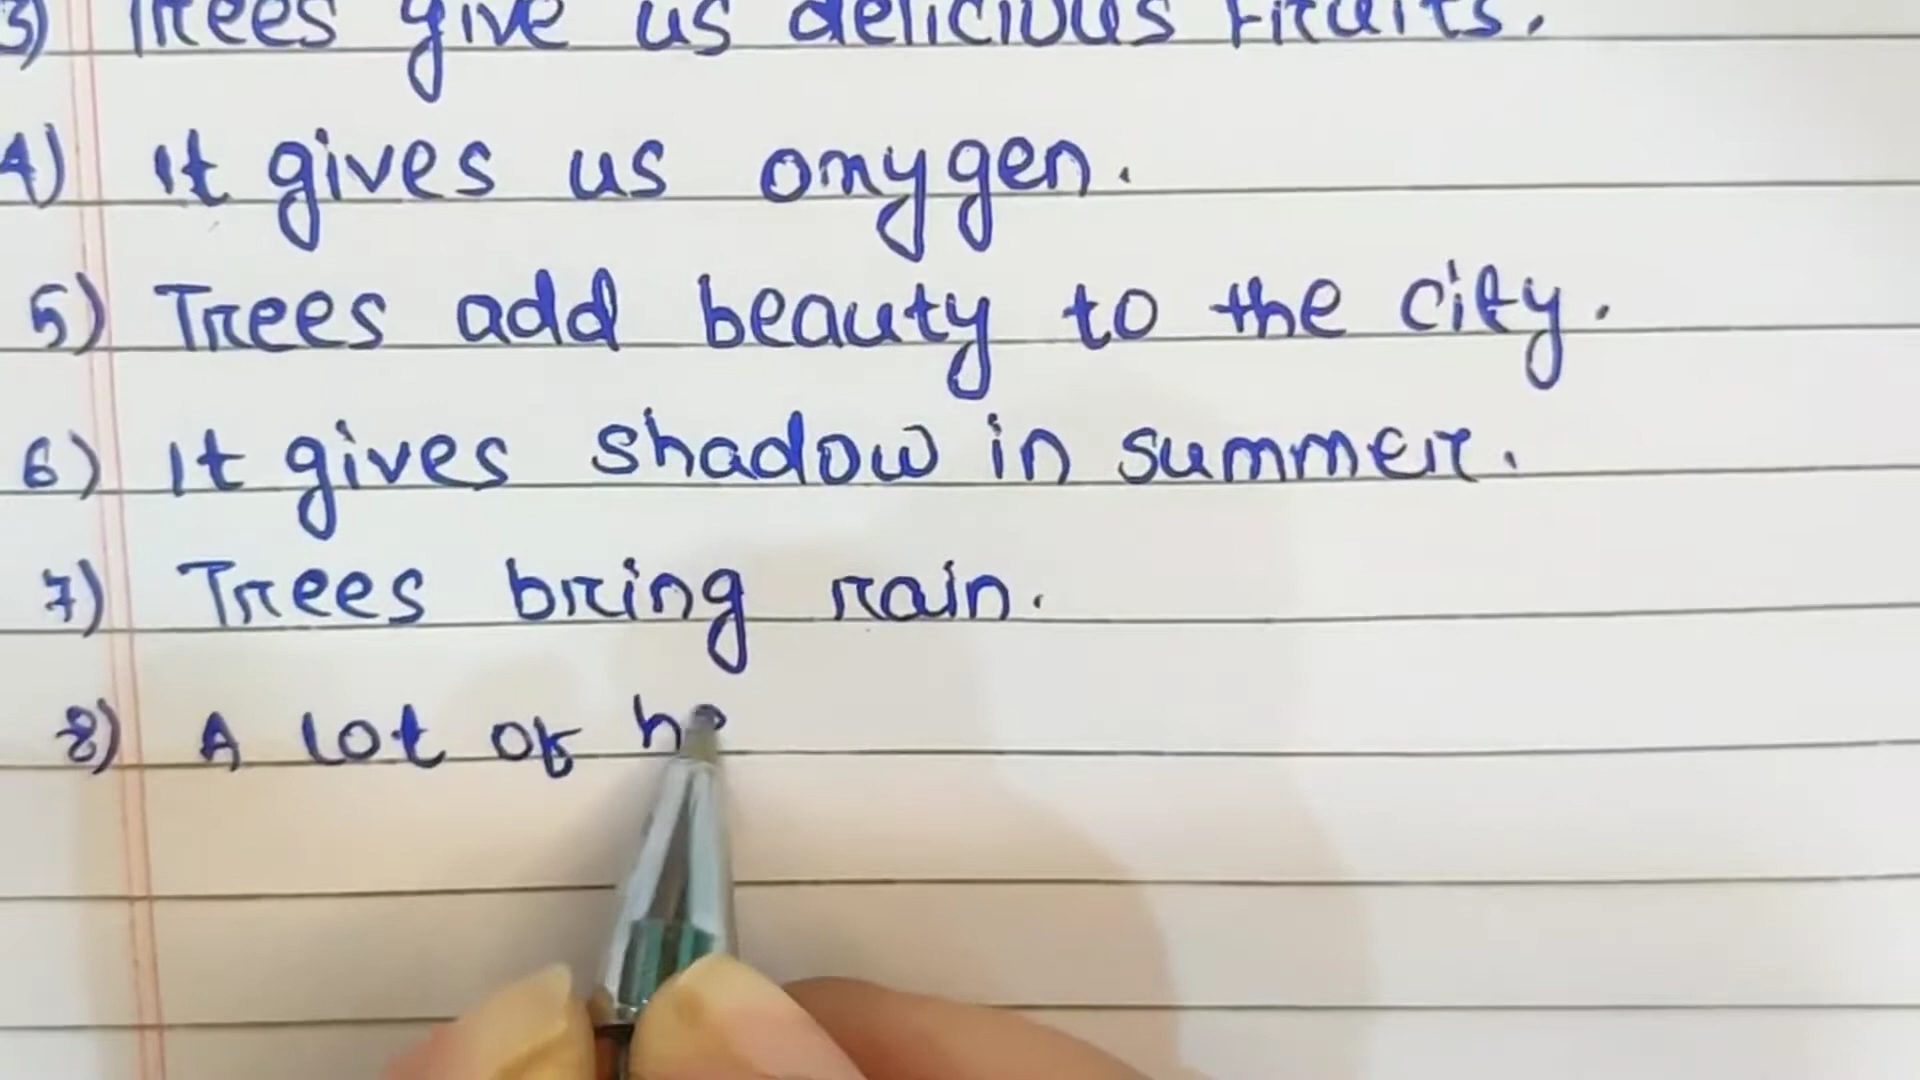 3) Trees give us delicious fruits.
4) It gives us oxygen.
5) Trees add beauty to the city.
6) It gives shadow in summer.
7) Trees bring rain.
8) A lot of